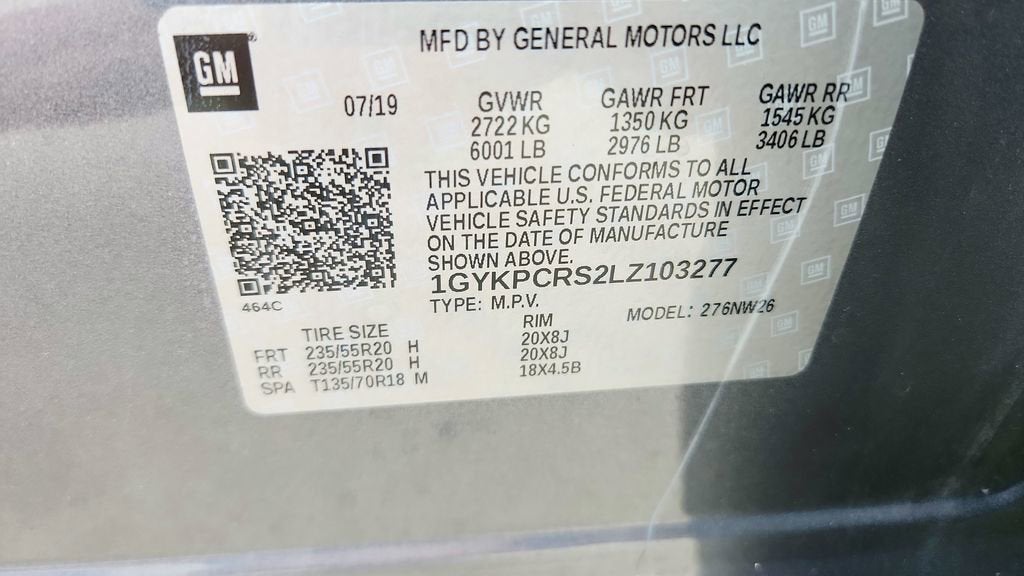 GM
MFD BY GENERAL MOTORS LLC
07/19
GVWR GAWR FRT GAWR RR
2722 KG 1350 KG 1545 KG
6001 LB 2976 LB 3406 LB
THIS VEHICLE CONFORMS TO ALL
APPLICABLE U.S. FEDERAL MOTOR
VEHICLE SAFETY STANDARDS IN EFFECT
ON THE DATE OF MANUFACTURE
SHOWN ABOVE.
1GYKPCRS2LZ103277
464C
TYPE: M.P.V. MODEL: 276NW26
TIRE SIZE RIM
FRT 235/55R20 H 20X8J
RR 235/55R20 H 20X8J
SPA T135/70R18 M 18X4.5B